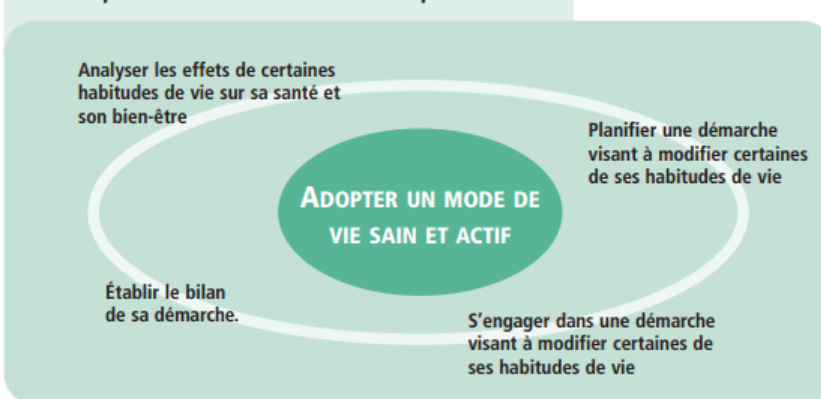 Analyser les effets de certaines
habitudes de vie sur sa santé et
son bien-être
Planifier une démarche
visant à modifier certaines
de ses habitudes de vie
ADOPTER UN MODE DE
VIE SAIN ET ACTIF
Établir le bilan
de sa démarche.
S'engager dans une démarche
visant à modifier certaines de
ses habitudes de vie